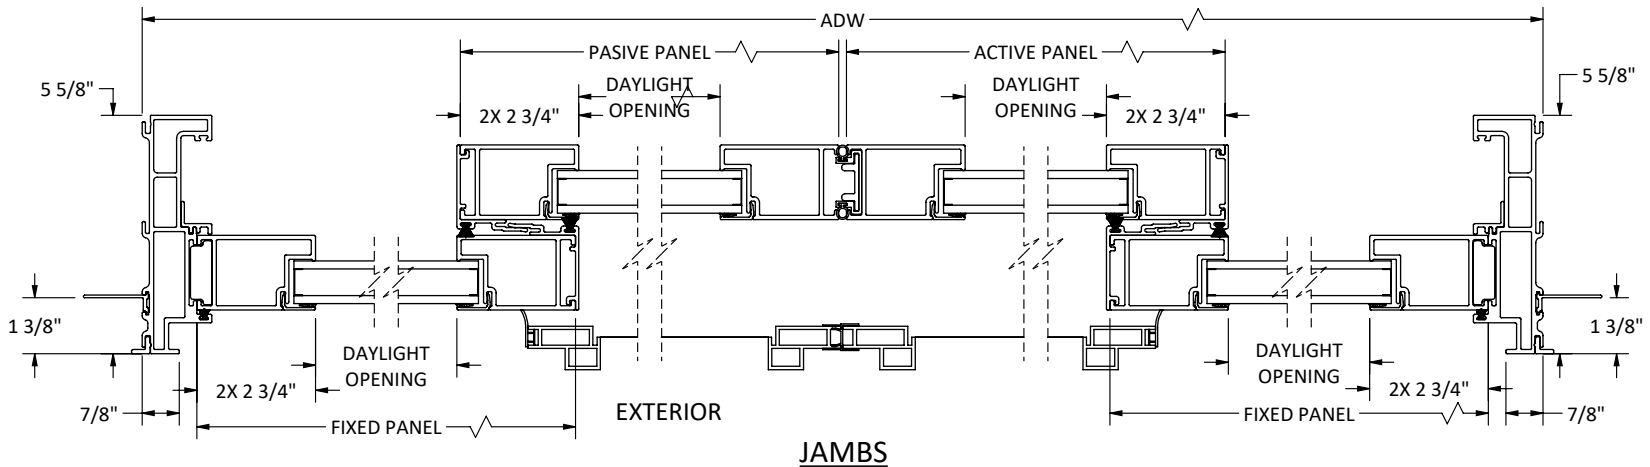 ADW
PASIVE PANEL
ACTIVE PANEL
5 5/8"
DAYLIGHT
OPENING
DAYLIGHT
OPENING
5 5/8"
2X 2 3/4"
2X 2 3/4"
1 3/8"
1 3/8"
DAYLIGHT
OPENING
DAYLIGHT
OPENING
2X 2 3/4"
2X 2 3/4"
7/8"
FIXED PANEL
EXTERIOR
FIXED PANEL
7/8"
JAMBS